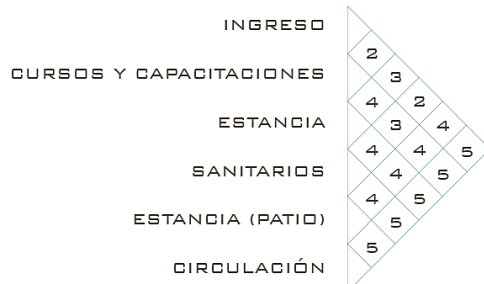 INGRESO
2
3
CURSOS Y CAPACITACIONES
4 2
3 4
ESTANCIA
4 4 5
4 5
SANITARIOS
4 5
5
ESTANCIA (PATIO)
5
CIRCULACIÓN